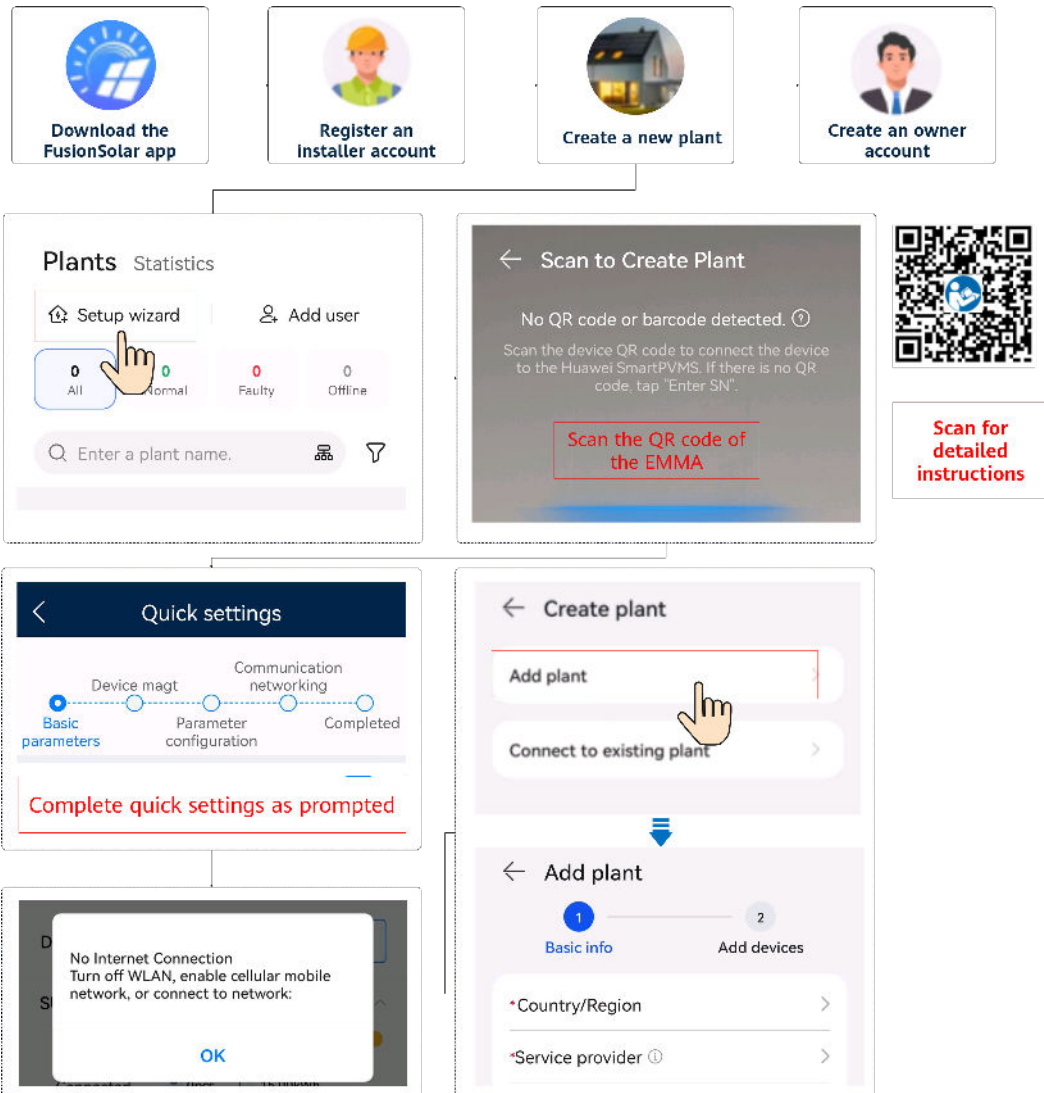 Download the
FusionSolar app
Register an
installer account
Create a new plant
Create an owner
account
Plants Statistics
Setup wizard
Add user
0
All
0
Normal
0
Faulty
0
Offline
Enter a plant name.
Scan to Create Plant
No QR code or barcode detected.
Scan the device QR code to connect the device
to the Huawei SmartPVMS. If there is no QR
code, tap "Enter SN".
Scan the QR code of
the EMMA
Scan for
detailed
instructions
Quick settings
Basic
parameters
Device magt
Parameter
configuration
Communication
networking
Completed
Complete quick settings as prompted
No Internet Connection
Turn off WLAN, enable cellular mobile
network, or connect to network:
OK
Create plant
Add plant
Connect to existing plant
Add plant
1
Basic info
2
Add devices
*Country/Region
*Service provider